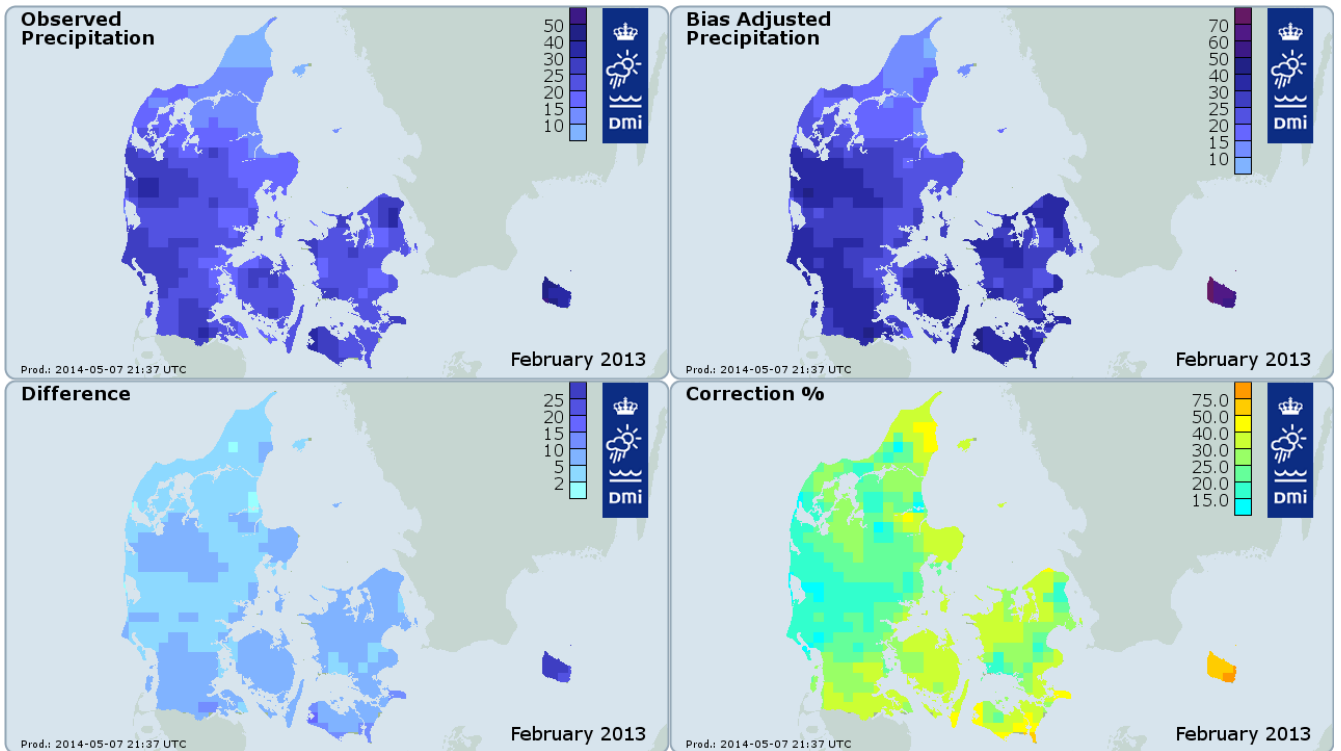 Observed
Precipitation
50
40
30
25
20
15
10
DMi
February 2013
Prod.: 2014-05-07 21:37 UTC
Bias Adjusted
Precipitation
70
60
50
40
30
25
20
15
10
DMi
February 2013
Prod.: 2014-05-07 21:37 UTC
Difference
25
20
15
10
5
2
DMi
February 2013
Prod.: 2014-05-07 21:37 UTC
Correction %
75.0
50.0
40.0
30.0
25.0
20.0
15.0
DMi
February 2013
Prod.: 2014-05-07 21:37 UTC